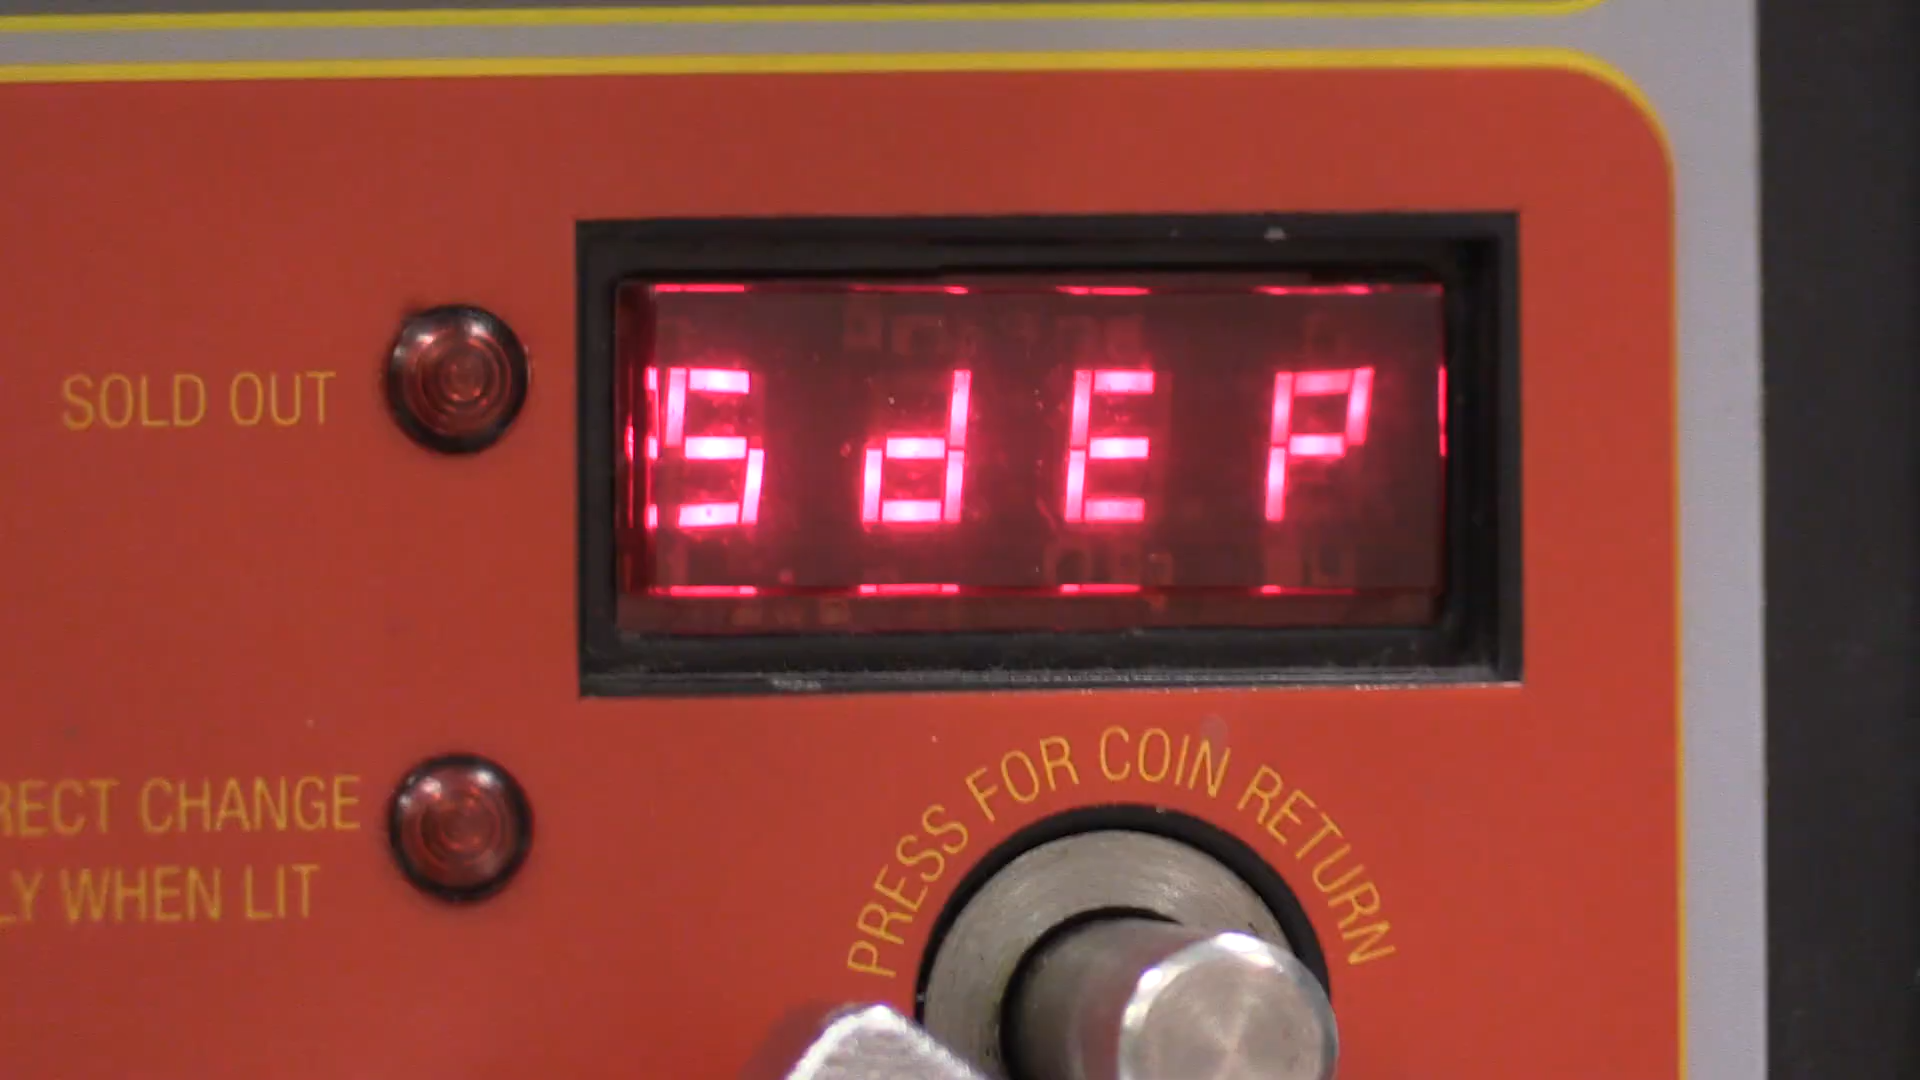 SdEP
SOLD OUT
RECT CHANGE
LY WHEN LIT
PRESS FOR COIN RETURN